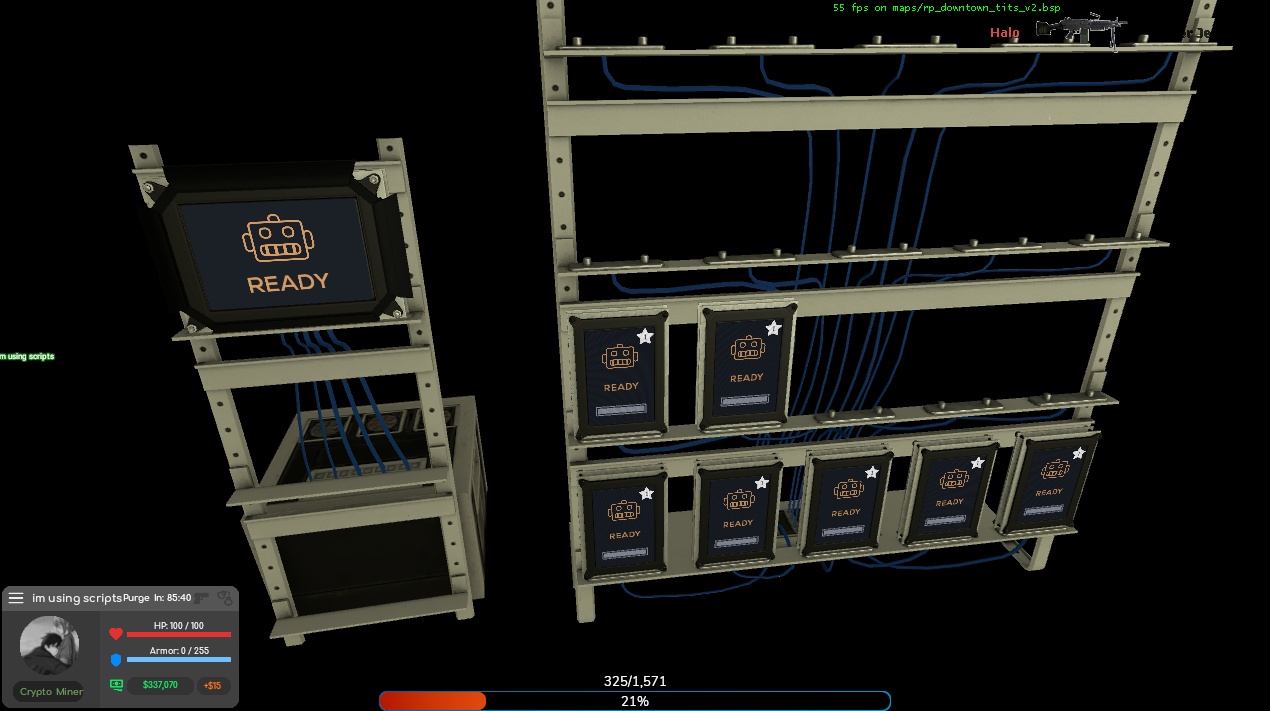 55 fps on maps/rp_downtown_tits_v2.bsp
Halo
READY
READY
READY
m using scripts
READY
READY
READY
READY
READY
im using scripts
Purge In: 85:40
HP: 100 / 100
Armor: 0 / 255
Crypto Miner
$337,070
+$15
325/1,571
21%